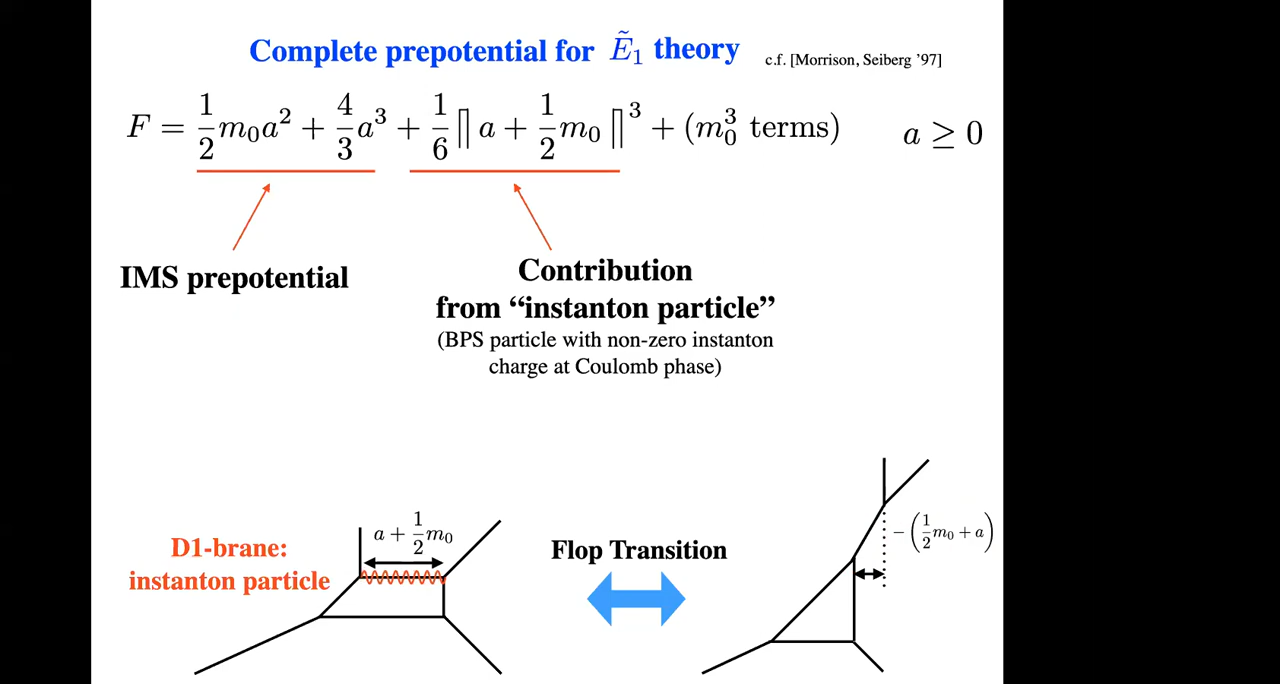 Complete prepotential for Ẽ₁ theory c.f. [Morrison, Seiberg '97]
F = 1/2 m₀a² + 4/3 a³ + 1/6 ⟦ a + 1/2 m₀ ⟧³ + (m₀³ terms) a ≥ 0
IMS prepotential
Contribution
from “instanton particle”
(BPS particle with non-zero instanton
charge at Coulomb phase)
D1-brane:
instanton particle
a + 1/2 m₀
Flop Transition
−(1/2 m₀ + a)